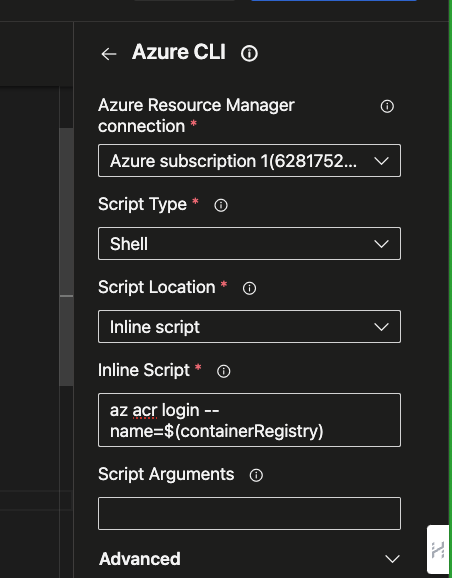 Azure CLI
Azure Resource Manager
connection *
Azure subscription 1(6281752...
Script Type *
Shell
Script Location *
Inline script
Inline Script *
az acr login --
name=$(containerRegistry)
Script Arguments
Advanced